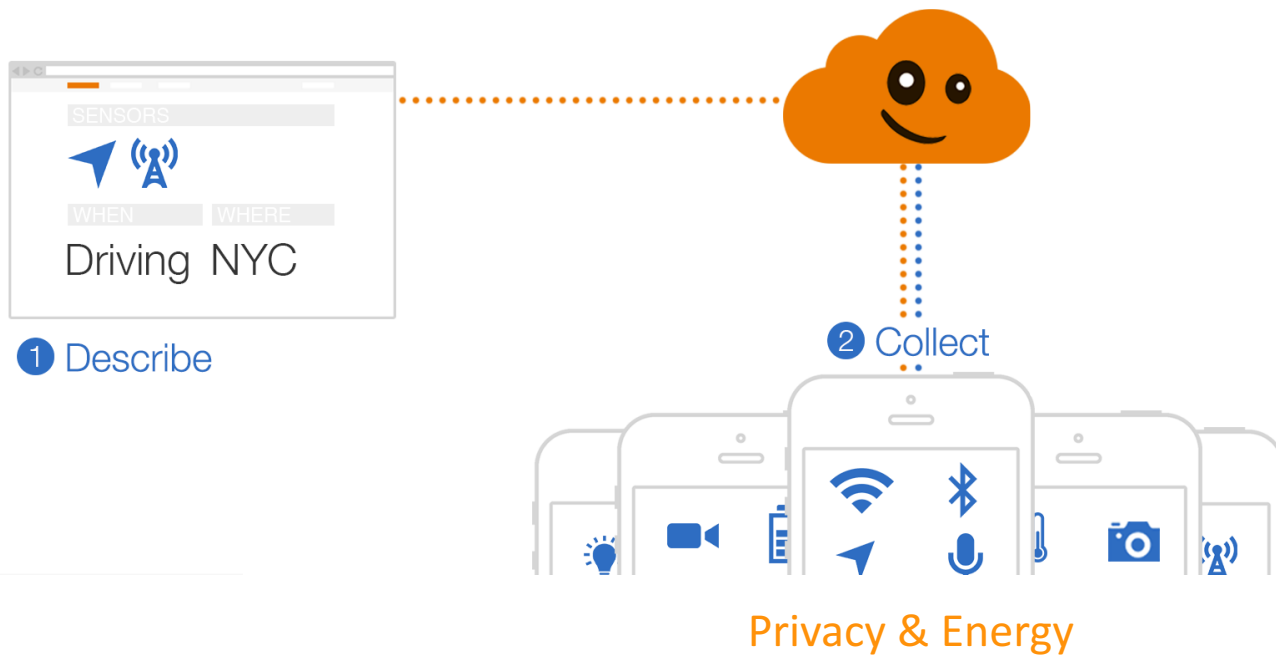 SENSORS
WHEN WHERE
Driving NYC
1 Describe
2 Collect
Privacy & Energy